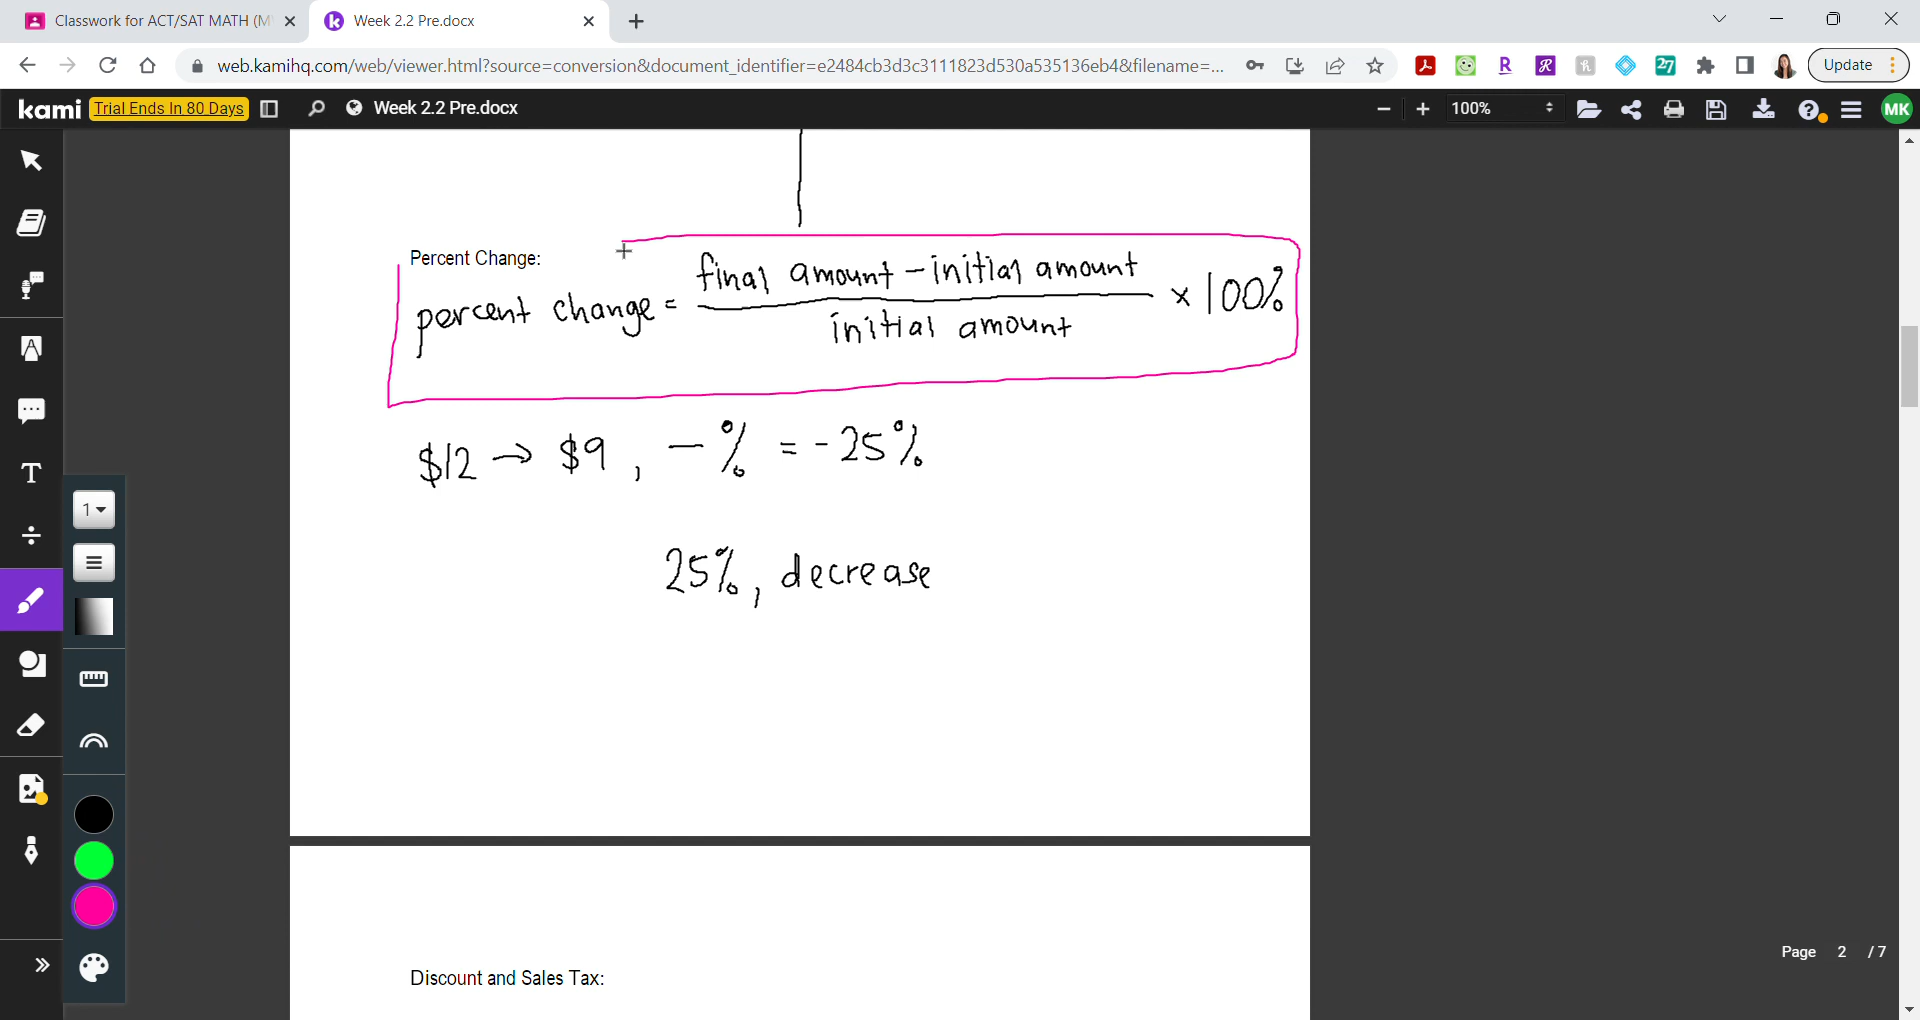 Classwork for ACT/SAT MATH (M
Week 2.2 Pre.docx
web.kamihq.com/web/viewer.html?source=conversion&document_identifier=e2484cb3d3c3111823d530a535136eb4&filename=...
Update
kami Trial Ends In 80 Days Week 2.2 Pre.docx 100% MK
Percent Change:
percent change = final amount - initial amount / initial amount × 100%
$12 → $9, - % = - 25%
25%, decrease
1
Page 2 / 7
Discount and Sales Tax: